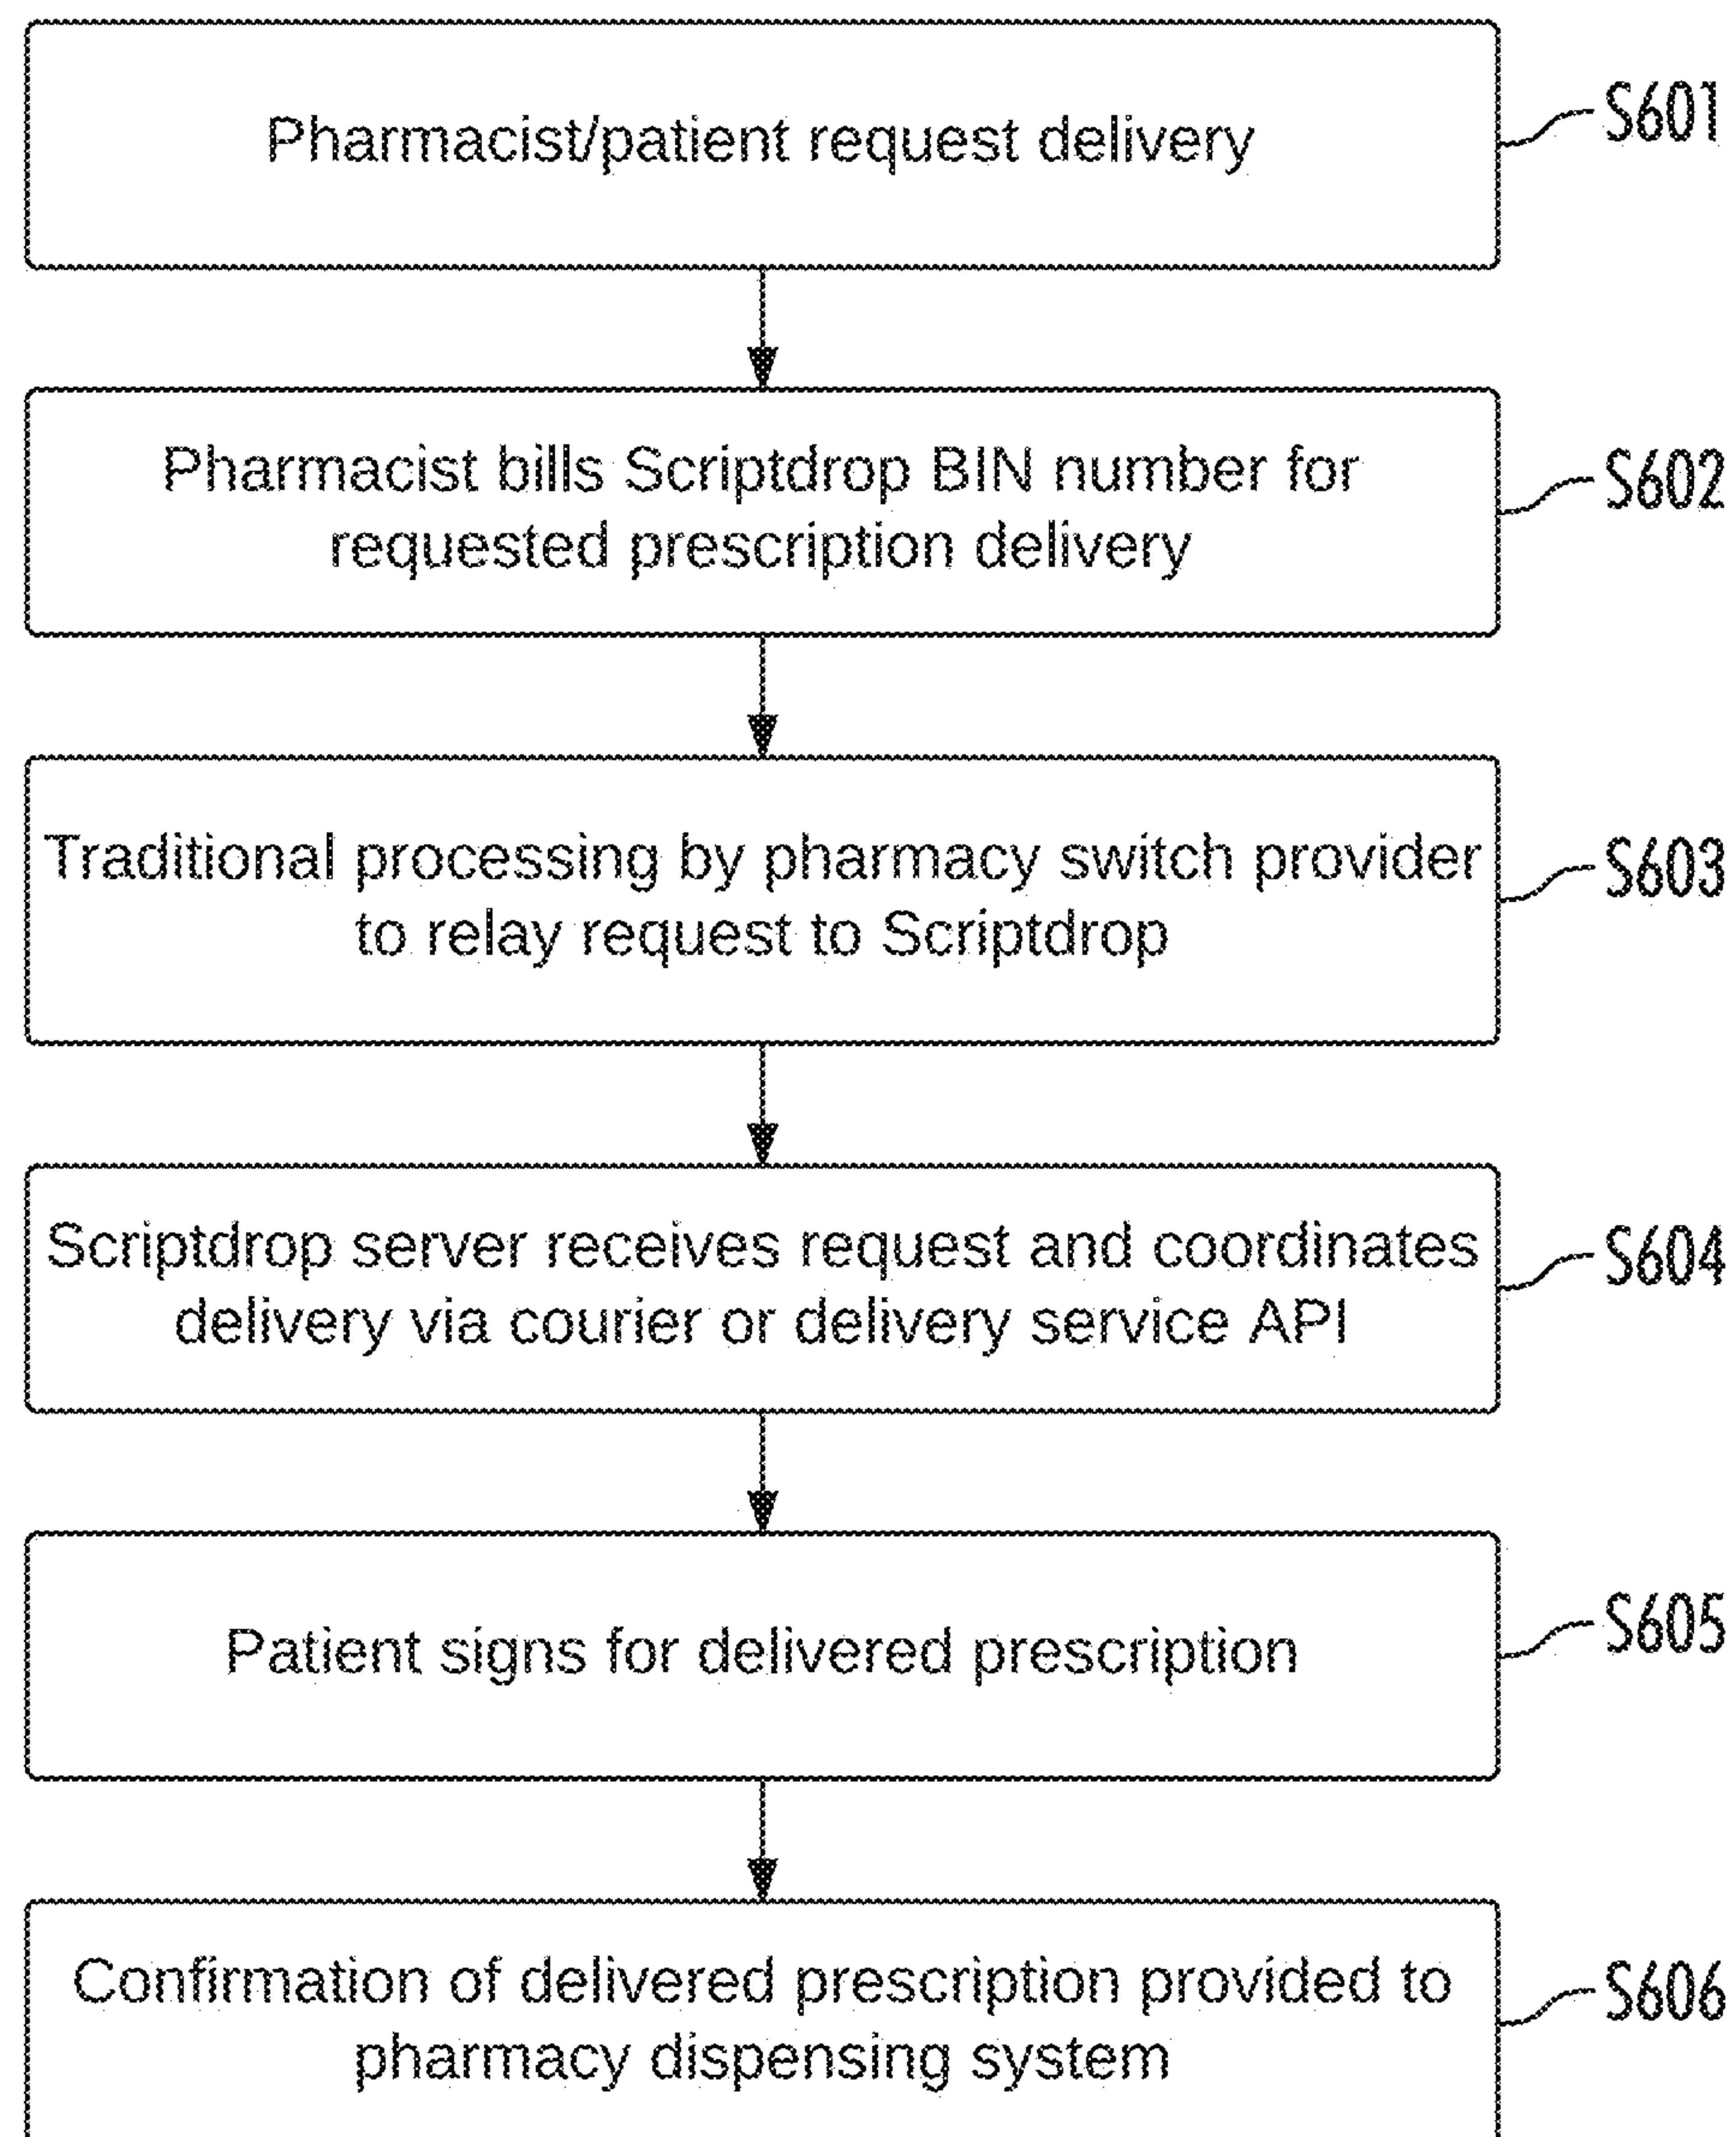 Pharmacist/patient request delivery
S601
Pharmacist bills Scriptdrop BIN number for
requested prescription delivery
S602
Traditional processing by pharmacy switch provider
to relay request to Scriptdrop
S603
Scriptdrop server receives request and coordinates
delivery via courier or delivery service API
S604
Patient signs for delivered prescription
S605
Confirmation of delivered prescription provided to
pharmacy dispensing system
S606